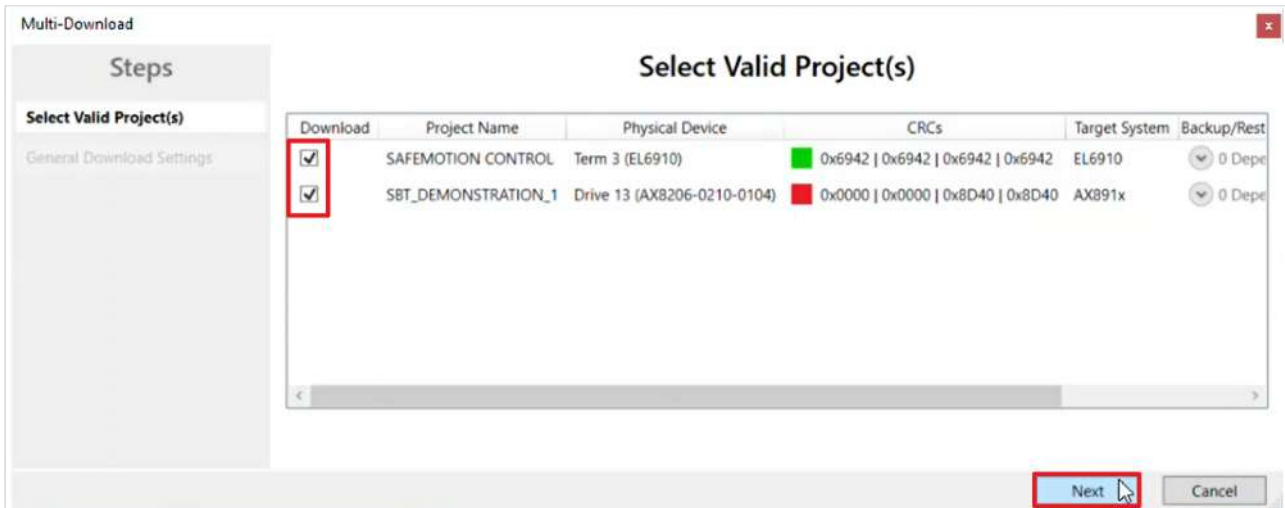 Multi-Download
x
Steps
Select Valid Project(s)
Select Valid Project(s)
General Download Settings
Download Project Name Physical Device CRCs Target System Backup/Rest
SAFEMOTION CONTROL Term 3 (EL6910) 0x6942 | 0x6942 | 0x6942 | 0x6942 EL6910 0 Depe
SBT_DEMONSTRATION_1 Drive 13 (AX8206-0210-0104) 0x0000 | 0x0000 | 0x8D40 | 0x8D40 AX891x 0 Depe
Next Cancel